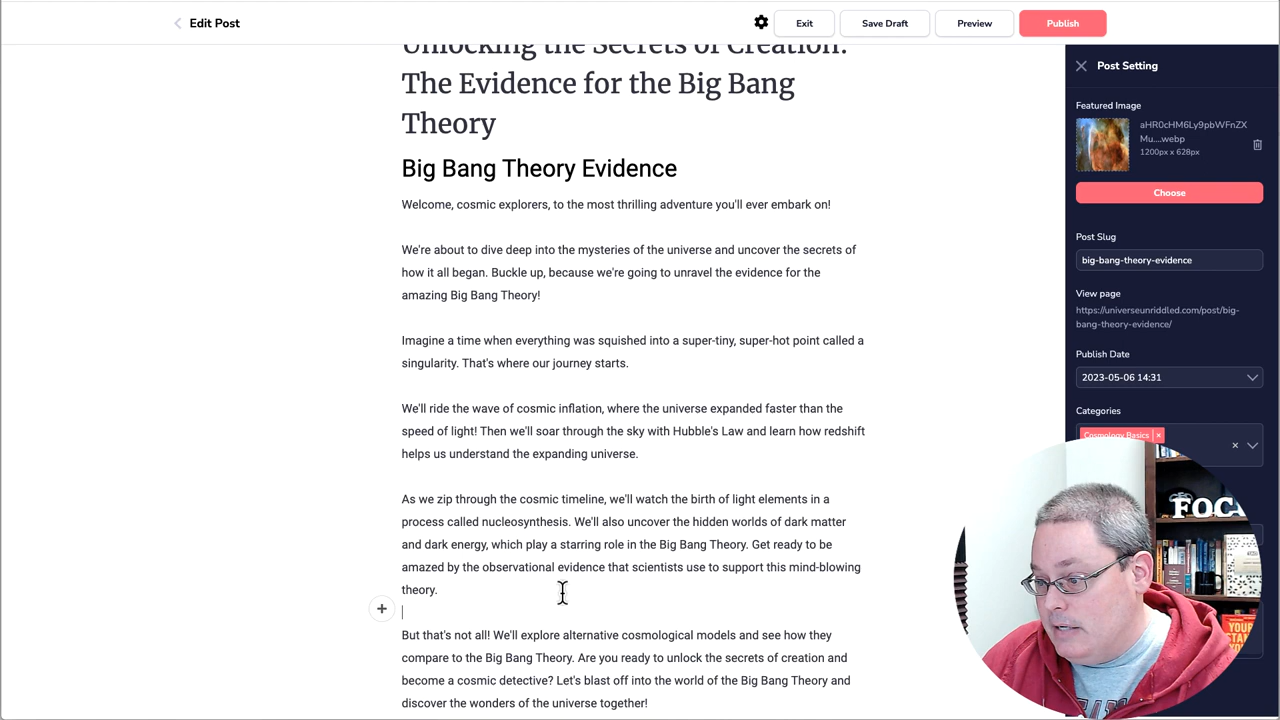 Edit Post
Exit
Save Draft
Preview
Publish
Unlocking the Secrets of Creation:
The Evidence for the Big Bang
Theory
Big Bang Theory Evidence
Welcome, cosmic explorers, to the most thrilling adventure you'll ever embark on!
We're about to dive deep into the mysteries of the universe and uncover the secrets of
how it all began. Buckle up, because we're going to unravel the evidence for the
amazing Big Bang Theory!
Imagine a time when everything was squished into a super-tiny, super-hot point called a
singularity. That's where our journey starts.
We'll ride the wave of cosmic inflation, where the universe expanded faster than the
speed of light! Then we'll soar through the sky with Hubble's Law and learn how redshift
helps us understand the expanding universe.
As we zip through the cosmic timeline, we'll watch the birth of light elements in a
process called nucleosynthesis. We'll also uncover the hidden worlds of dark matter
and dark energy, which play a starring role in the Big Bang Theory. Get ready to be
amazed by the observational evidence that scientists use to support this mind-blowing
theory.
But that's not all! We'll explore alternative cosmological models and see how they
compare to the Big Bang Theory. Are you ready to unlock the secrets of creation and
become a cosmic detective? Let's blast off into the world of the Big Bang Theory and
discover the wonders of the universe together!
Post Setting
Featured Image
aHR0cHM6Ly9pbWFnZX
Mu....webp
1200px x 628px
Choose
Post Slug
big-bang-theory-evidence
View page
https://universeunriddled.com/post/big-
bang-theory-evidence/
Publish Date
2023-05-06 14:31
Categories
Cosmology Basics
FOC
YOUR
STA